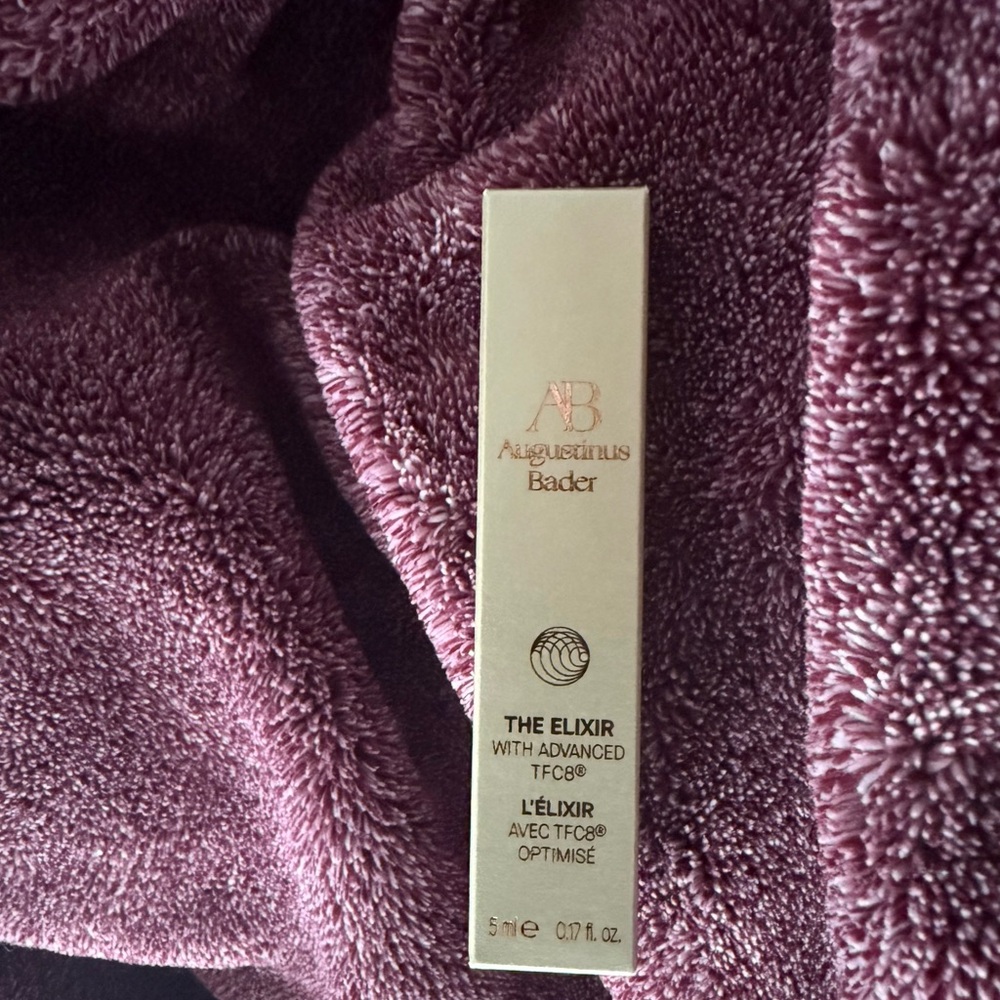 AB
Augustinus
Bader
THE ELIXIR
WITH ADVANCED
TFC8®
L'ÉLIXIR
AVEC TFC8®
OPTIMISÉ
5 ml e 0.17 fl. oz.